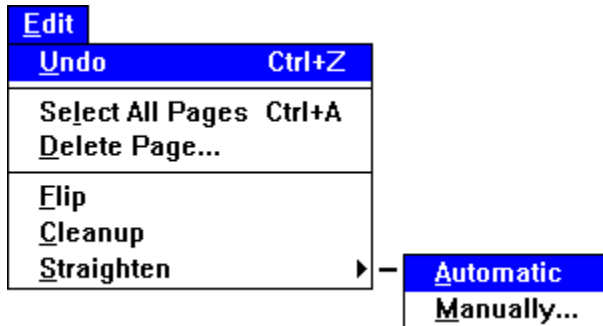 Edit
Undo Ctrl+Z
Select All Pages Ctrl+A
Delete Page...
Flip
Cleanup
Straighten
Automatic
Manually...